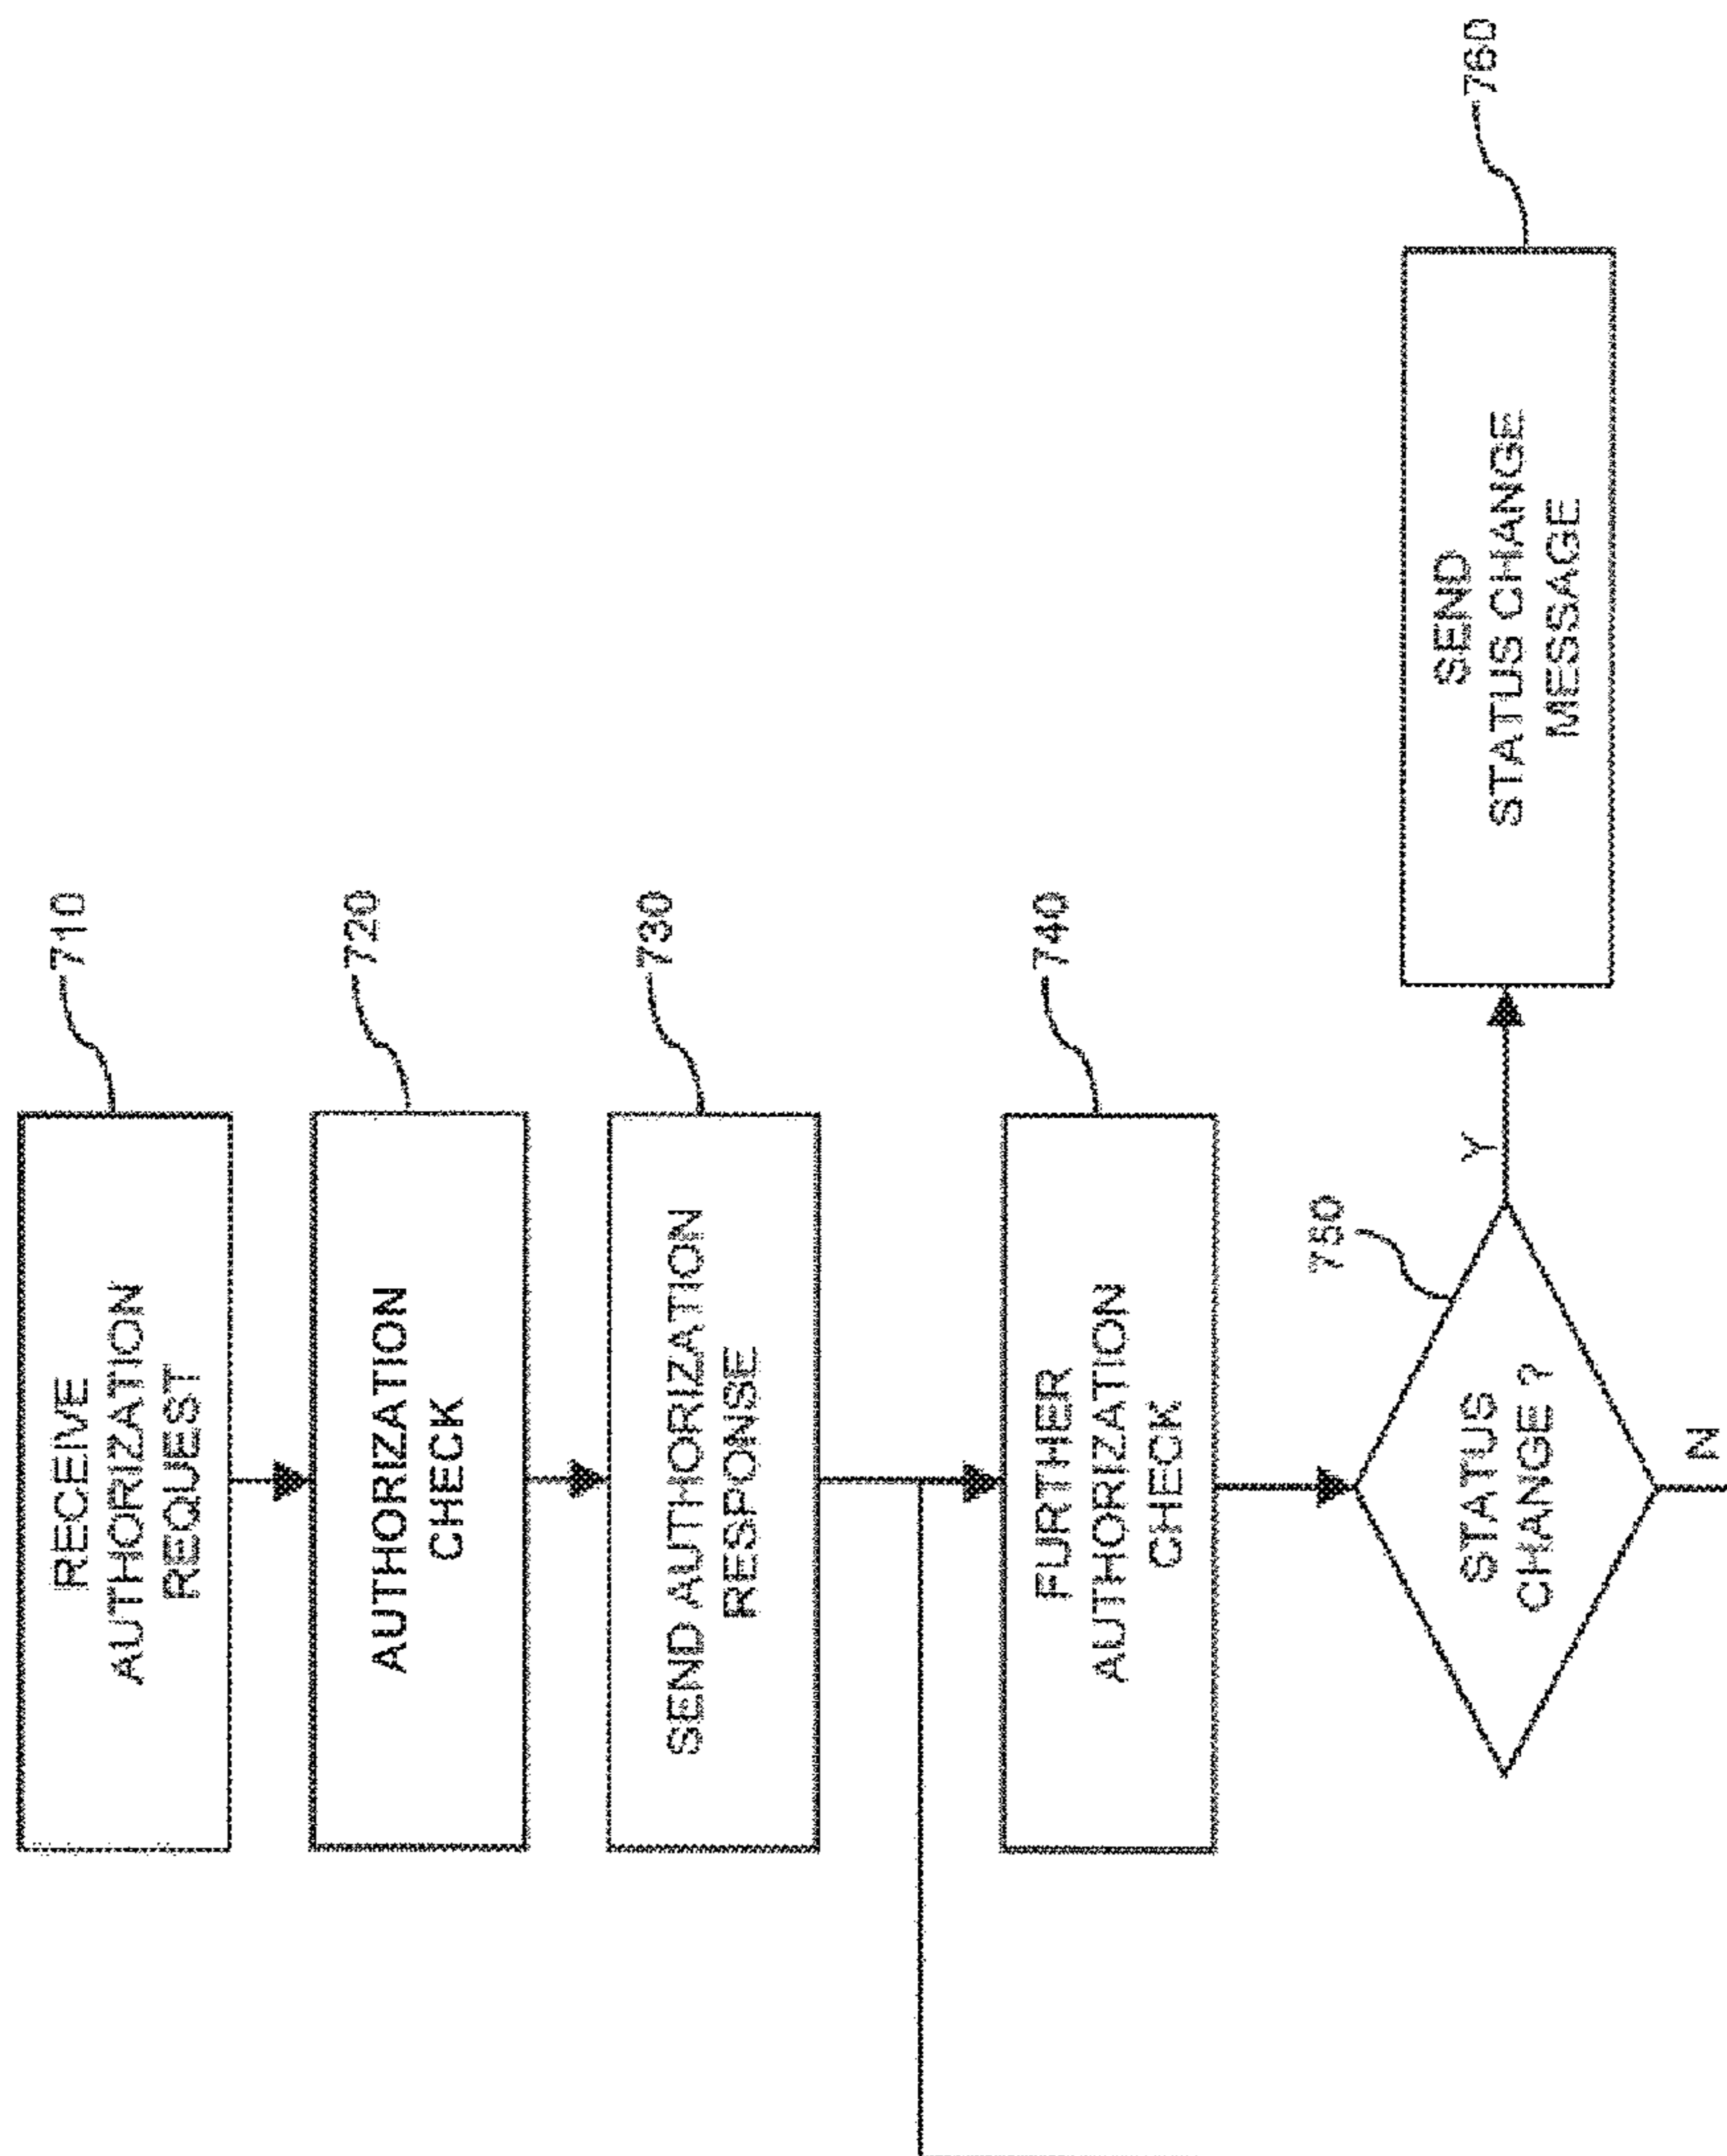 RECEIVE
AUTHORIZATION
REQUEST
710
AUTHORIZATION
CHECK
720
SEND AUTHORIZATION
RESPONSE
730
FURTHER
AUTHORIZATION
CHECK
740
STATUS
CHANGE ?
750
Y
N
SEND
STATUS CHANGE
MESSAGE
760